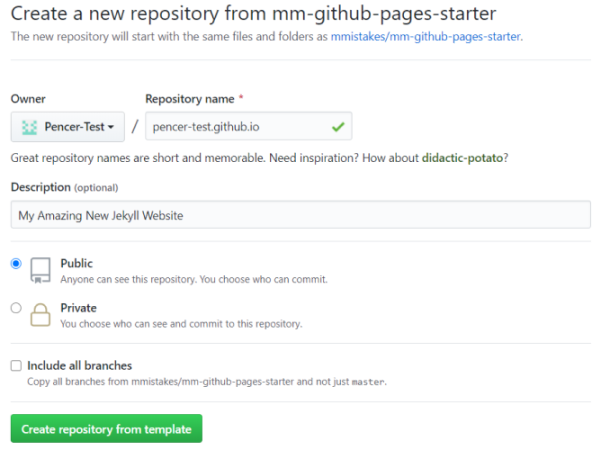 Create a new repository from mm-github-pages-starter
The new repository will start with the same files and folders as mmistakes/mm-github-pages-starter.
Owner
Repository name *
Pencer-Test
/
pencer-test.github.io
Great repository names are short and memorable. Need inspiration? How about didactic-potato?
Description (optional)
My Amazing New Jekyll Website
Public
Anyone can see this repository. You choose who can commit.
Private
You choose who can see and commit to this repository.
Include all branches
Copy all branches from mmistakes/mm-github-pages-starter and not just master.
Create repository from template